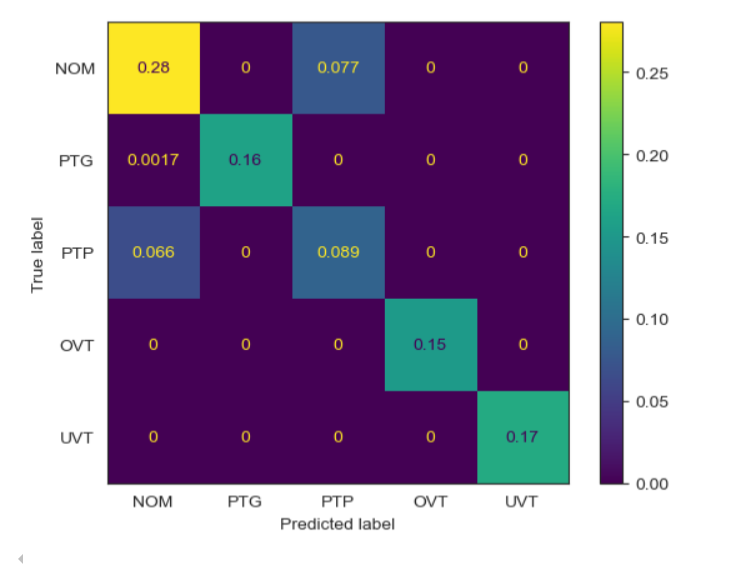 NOM 0.28 0 0.077 0 0
PTG 0.0017 0.16 0 0 0
PTP 0.066 0 0.089 0 0
OVT 0 0 0 0.15 0
UVT 0 0 0 0 0.17
NOM PTG PTP OVT UVT
Predicted label
True label
0.25
0.20
0.15
0.10
0.05
0.00